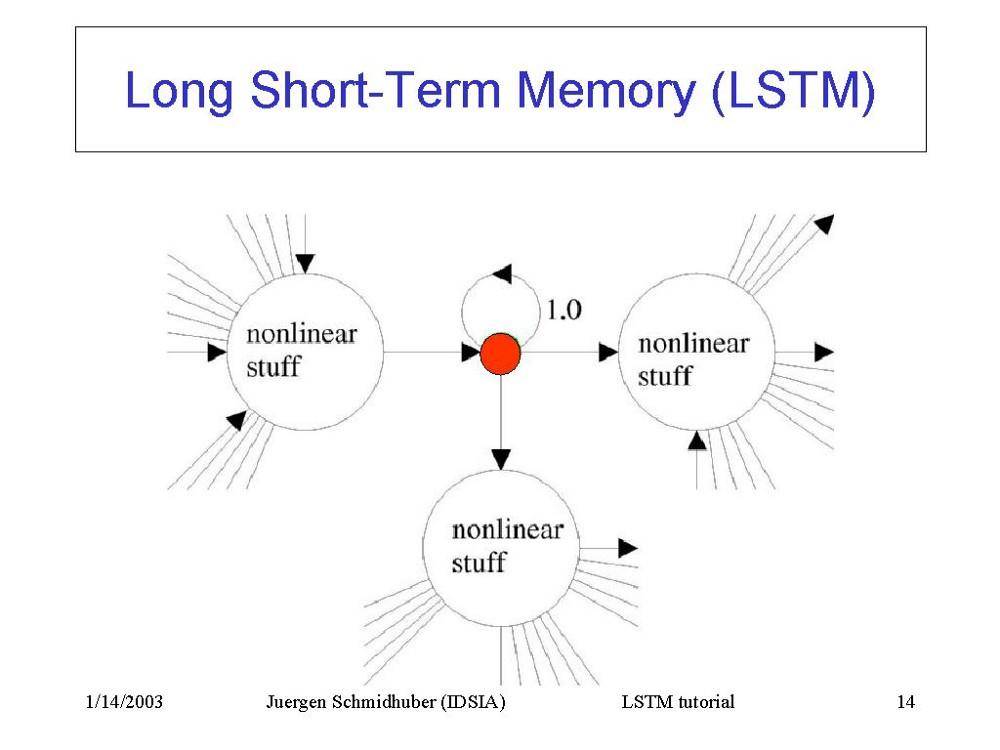 Long Short-Term Memory (LSTM)
nonlinear
stuff
1.0
nonlinear
stuff
nonlinear
stuff
1/14/2003
Juergen Schmidhuber (IDSIA)
LSTM tutorial
14